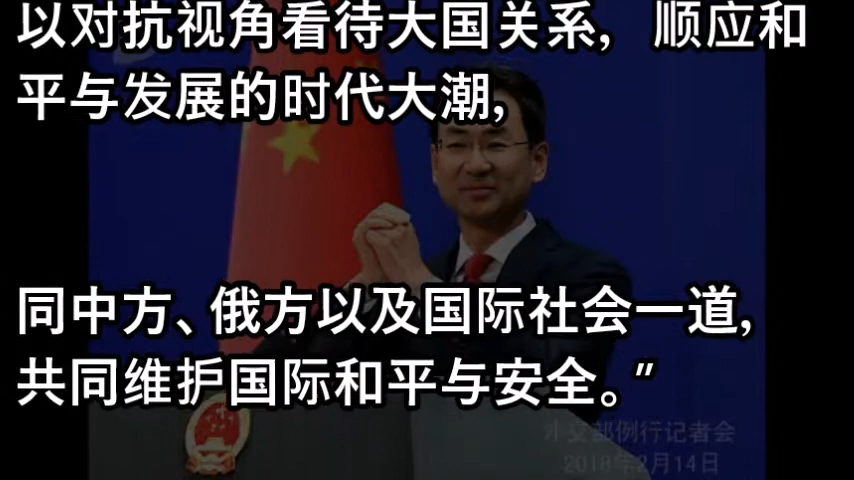 以对抗视角看待大国关系, 顺应和
平与发展的时代大潮,
同中方、俄方以及国际社会一道,
共同维护国际和平与安全。”
外交部例行记者会
2018年2月14日